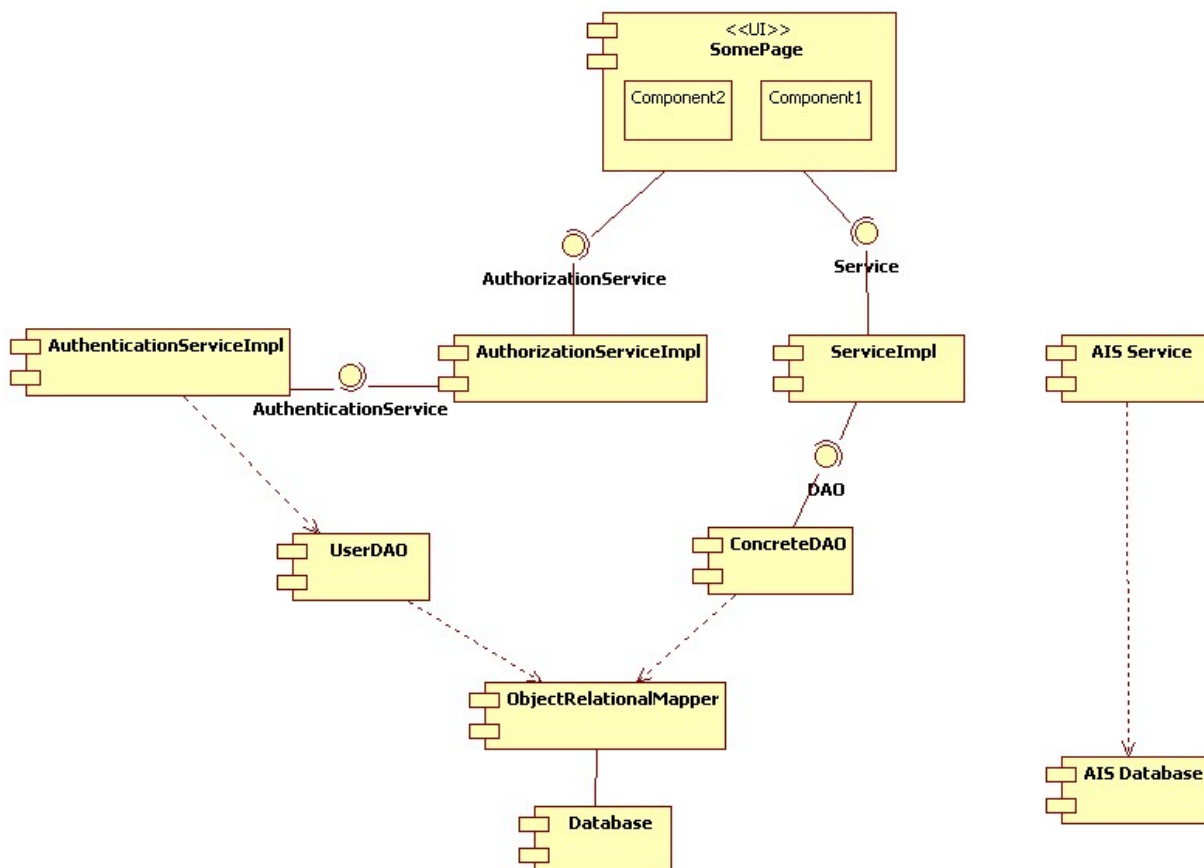 <<UI>>
SomePage
Component2
Component1
AuthorizationService
Service
AuthenticationServiceImpl
AuthorizationServiceImpl
ServiceImpl
AIS Service
AuthenticationService
DAO
UserDAO
ConcreteDAO
ObjectRelationalMapper
AIS Database
Database